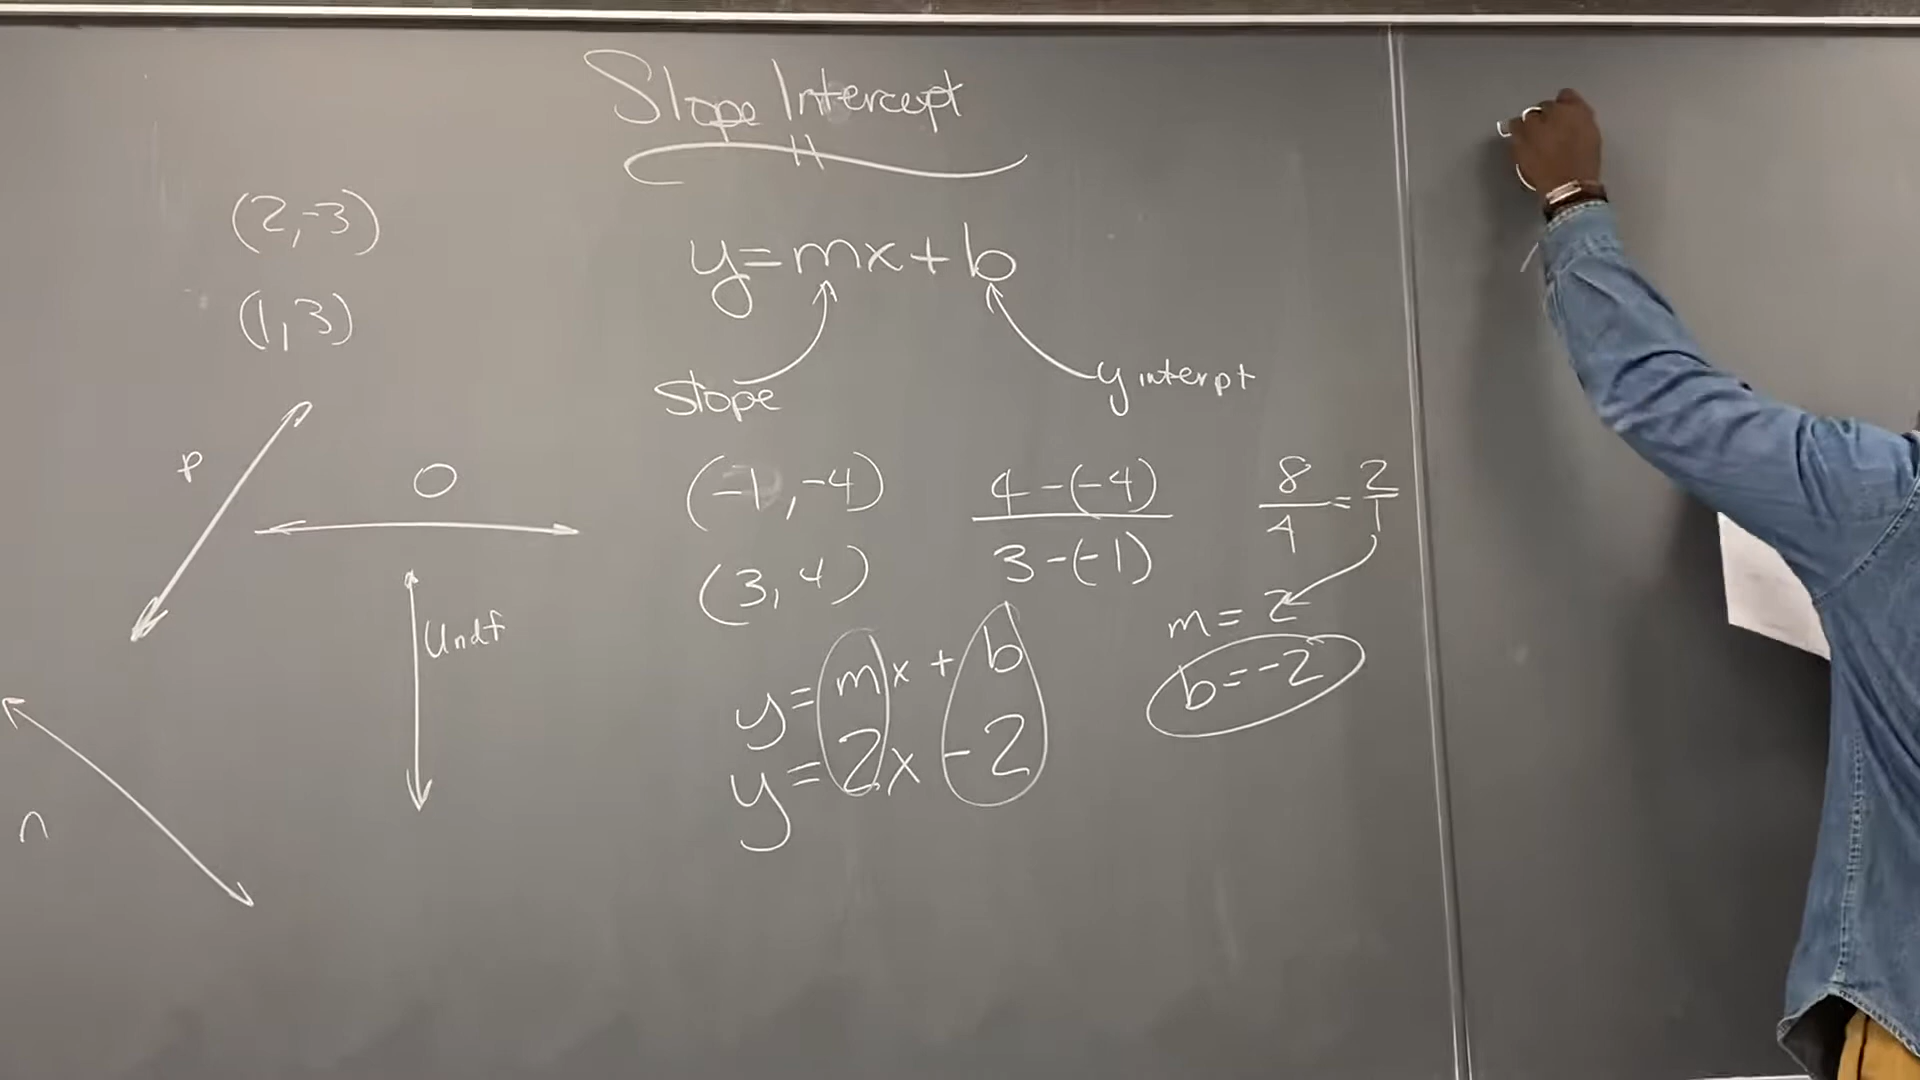 Slope Intercept
(2,-3)
(1,3)
y=mx+b
Slope
y interpt
p
0
Undf
n
(-1,-4)
(3,4)
4-(-4)
3-(-1)
8/4=2/1
m=2
b=-2
y=mx+b
y=2x-2